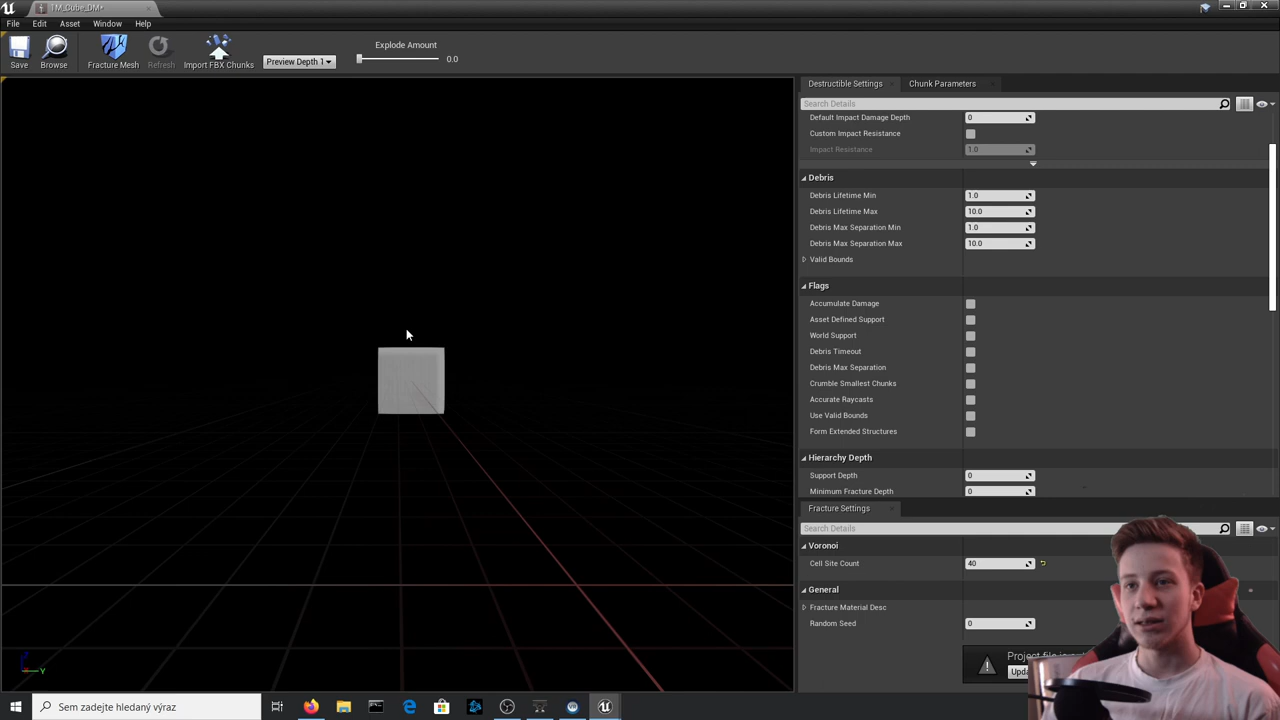 TM_Cube_DM*
File Edit Asset Window Help
Save Browse Fracture Mesh Refresh Import FBX Chunks Preview Depth 1 Explode Amount 0.0
Destructible Settings Chunk Parameters
Search Details
Default Impact Damage Depth 0
Custom Impact Resistance
Impact Resistance 1.0
Debris
Debris Lifetime Min 1.0
Debris Lifetime Max 10.0
Debris Max Separation Min 1.0
Debris Max Separation Max 10.0
Valid Bounds
Flags
Accumulate Damage
Asset Defined Support
World Support
Debris Timeout
Debris Max Separation
Crumble Smallest Chunks
Accurate Raycasts
Use Valid Bounds
Form Extended Structures
Hierarchy Depth
Support Depth 0
Minimum Fracture Depth 0
Fracture Settings
Search Details
Voronoi
Cell Site Count 40
General
Fracture Material Desc
Random Seed 0
Project file is
Z
Y
Sem zadejte hledaný výraz